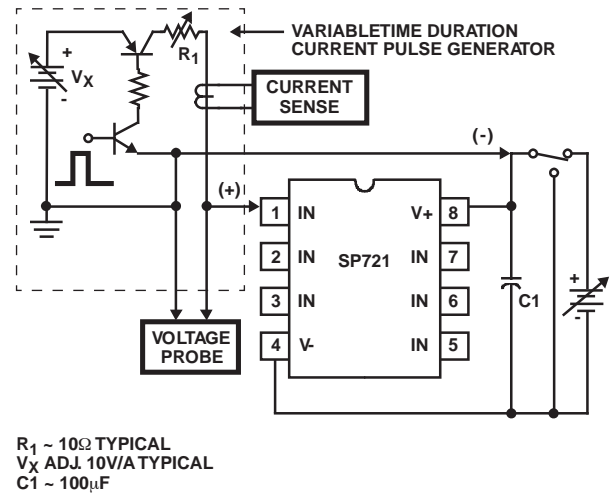 VARIABLETIME DURATION
CURRENT PULSE GENERATOR
+
VX
-
R1
CURRENT
SENSE
(-)
(+)
1 IN
V+ 8
2 IN
SP721
IN 7
3 IN
IN 6
4 V-
IN 5
C1
+
-
VOLTAGE
PROBE
R1 ~ 10Ω TYPICAL
VX ADJ. 10V/A TYPICAL
C1 ~ 100μF